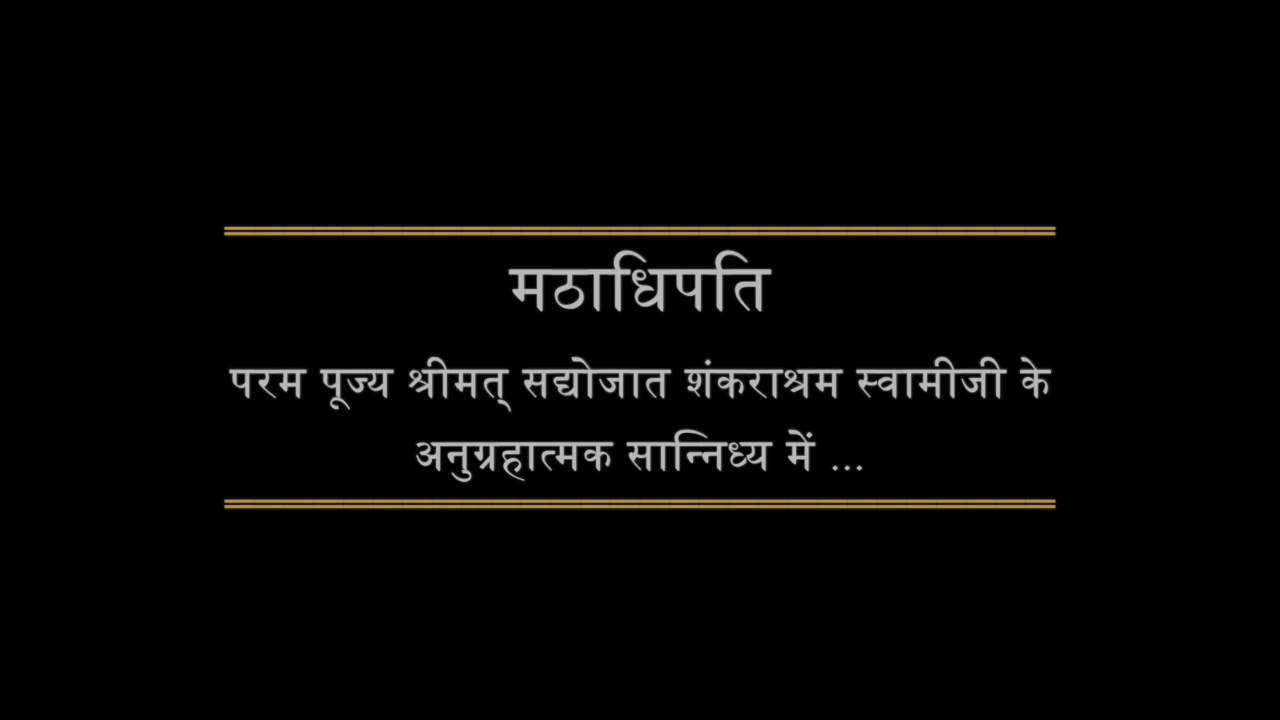 मठाधिपति
परम पूज्य श्रीमत् सद्योजात शंकराश्रम स्वामीजी के
अनुग्रहात्मक सान्निध्य में ...